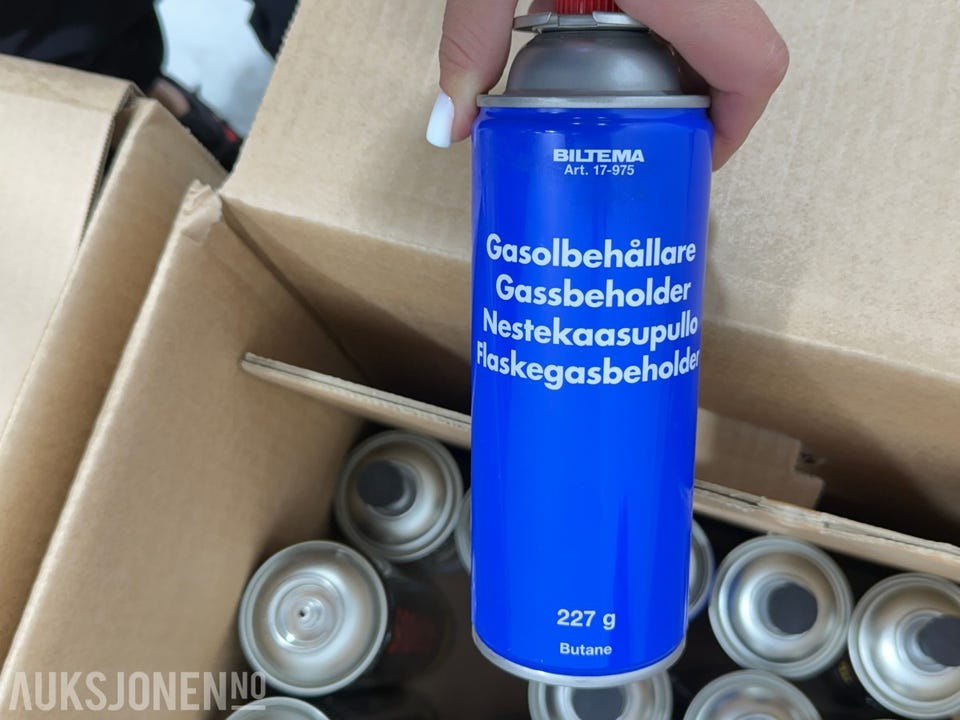 BILTEMA
Art. 17-975
Gasolbehållare
Gassbeholder
Nestekaasupullo
Flaskegasbeholder
227 g
Butane
AUKSJONEN NO